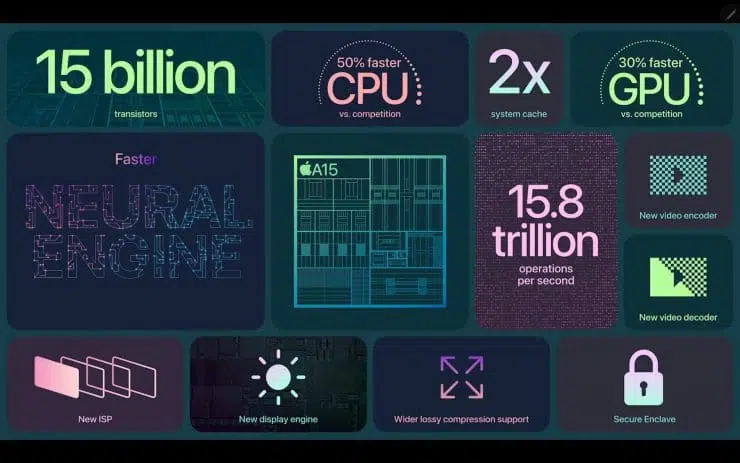 15 billion
transistors
50% faster
CPU
vs. competition
2x
system cache
30% faster
GPU
vs. competition
Faster
NEURAL
ENGINE
A15
15.8
trillion
operations
per second
New video encoder
New video decoder
New ISP
New display engine
Wider lossy compression support
Secure Enclave